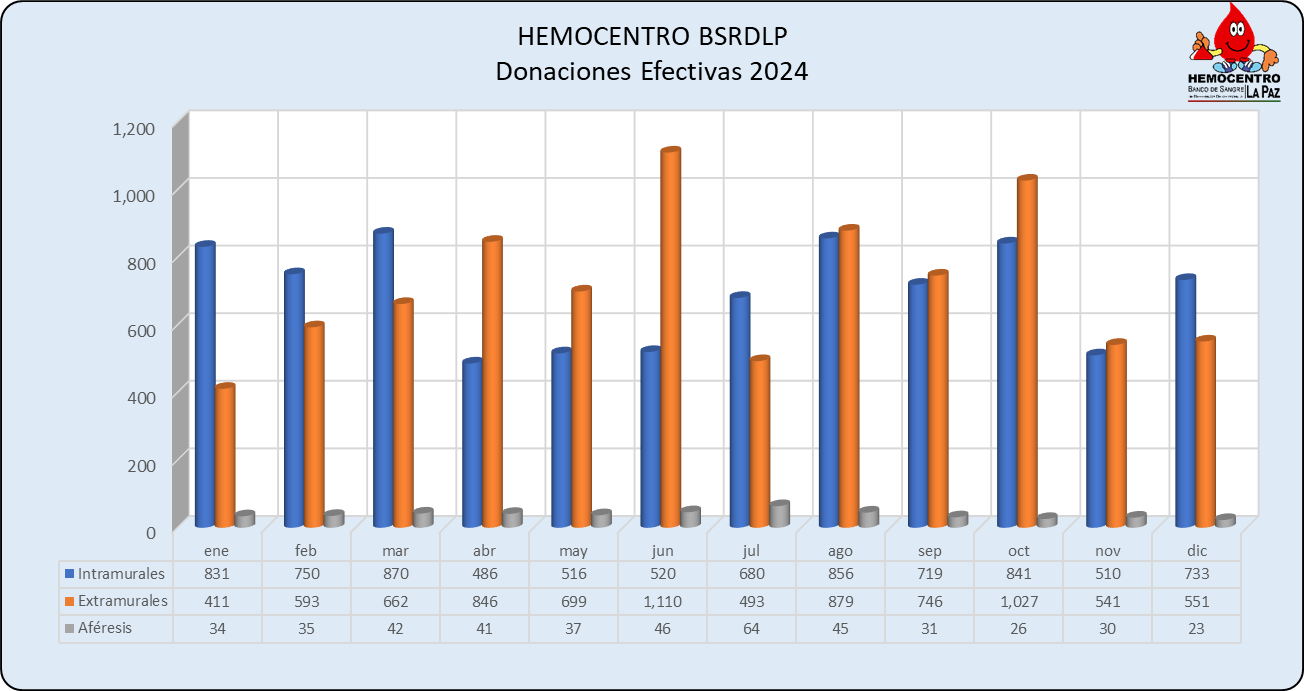 HEMOCENTRO BSRDLP
Donaciones Efectivas 2024
HEMOCENTRO
BANCO DE SANGRE
LA PAZ
1,200
1,000
800
600
400
200
0
ene feb mar abr may jun jul ago sep oct nov dic
Intramurales 831 750 870 486 516 520 680 856 719 841 510 733
Extramurales 411 593 662 846 699 1,110 493 879 746 1,027 541 551
Aféresis 34 35 42 41 37 46 64 45 31 26 30 23